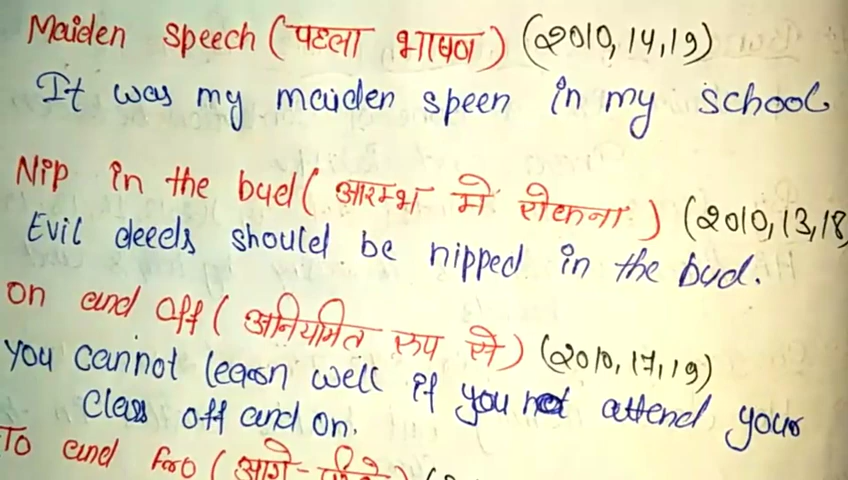 Maiden speech (पहला भाषण) (2010, 14, 19)
It was my maiden speen in my school
Nip in the bud (आरम्भ में रोकना) (2010, 13, 18)
Evil deeds should be nipped in the bud.
on and off (अनियमित रूप से) (2010, 17, 19)
you cannot learn well if you not attend your
class off and on.
To and fro (आगे-पीछे)